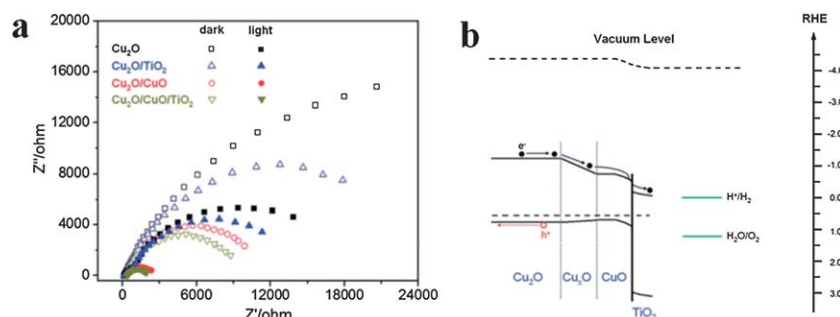 a
20000
16000
12000
8000
4000
0
Z''/ohm
0 6000 12000 18000 24000
Z'/ohm
dark light
Cu₂O
Cu₂O/TiO₂
Cu₂O/CuO
Cu₂O/CuO/TiO₂
b
Vacuum Level
RHE
-4.0
-3.0
-2.0
-1.0
0.0
1.0
2.0
3.0
e⁻
h⁺
H⁺/H₂
H₂O/O₂
Cu₂O
CuₓO
CuO
TiO₂